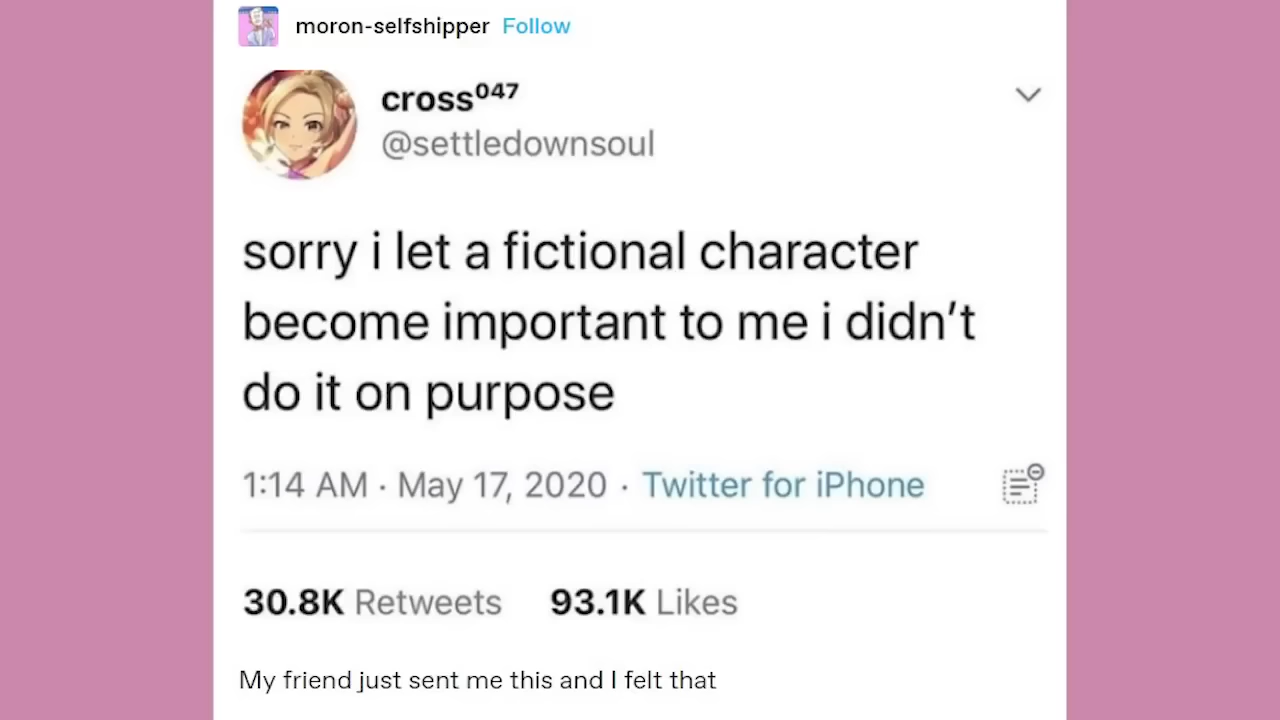 moron-selfshipper Follow
cross⁰⁴⁷
@settledownsoul
sorry i let a fictional character
become important to me i didn’t
do it on purpose
1:14 AM · May 17, 2020 · Twitter for iPhone
30.8K Retweets 93.1K Likes
My friend just sent me this and I felt that